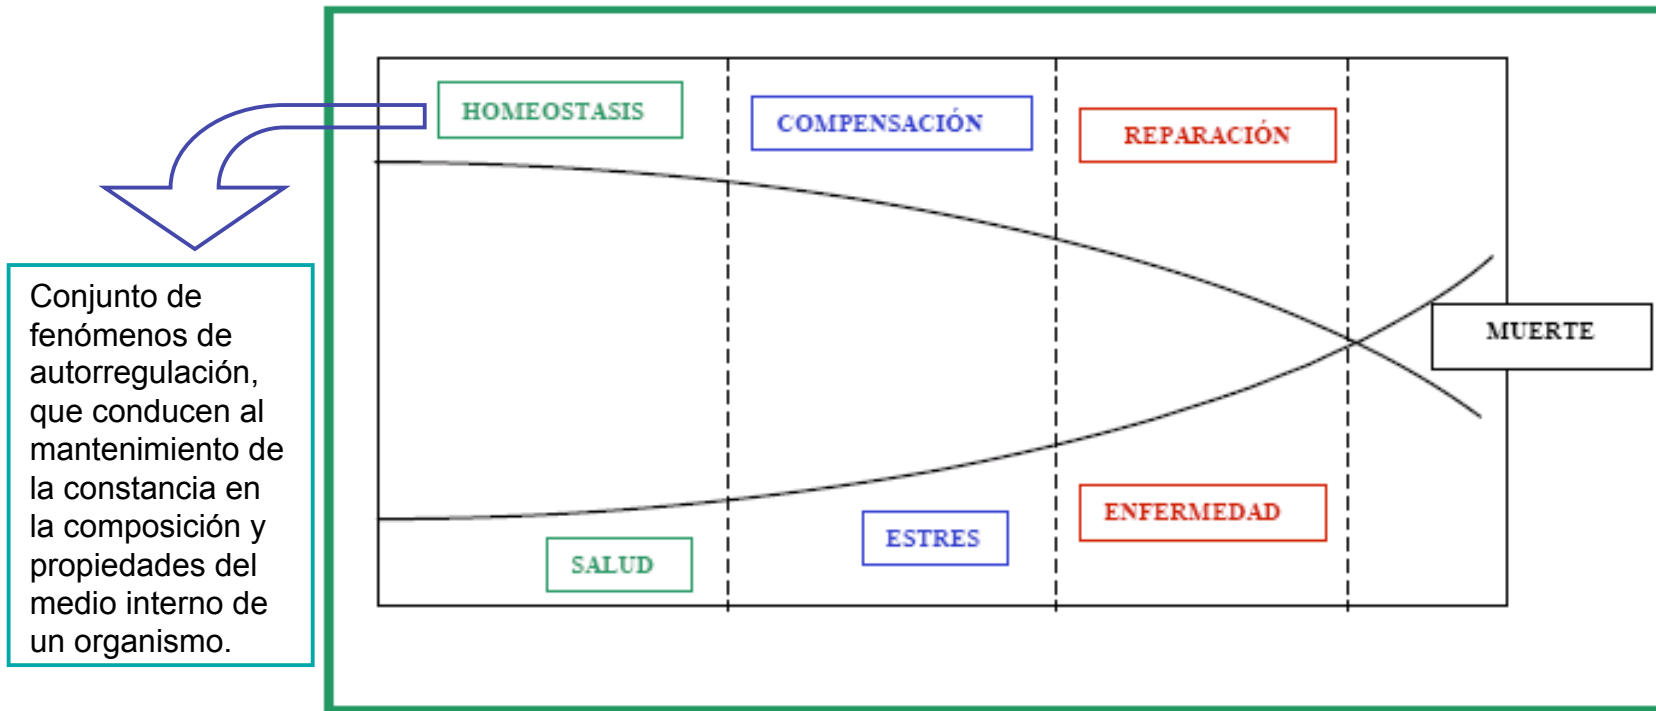 HOMEOSTASIS
COMPENSACIÓN
REPARACIÓN
Conjunto de
fenómenos de
autorregulación,
que conducen al
mantenimiento de
la constancia en
la composición y
propiedades del
medio interno de
un organismo.
MUERTE
SALUD
ESTRES
ENFERMEDAD